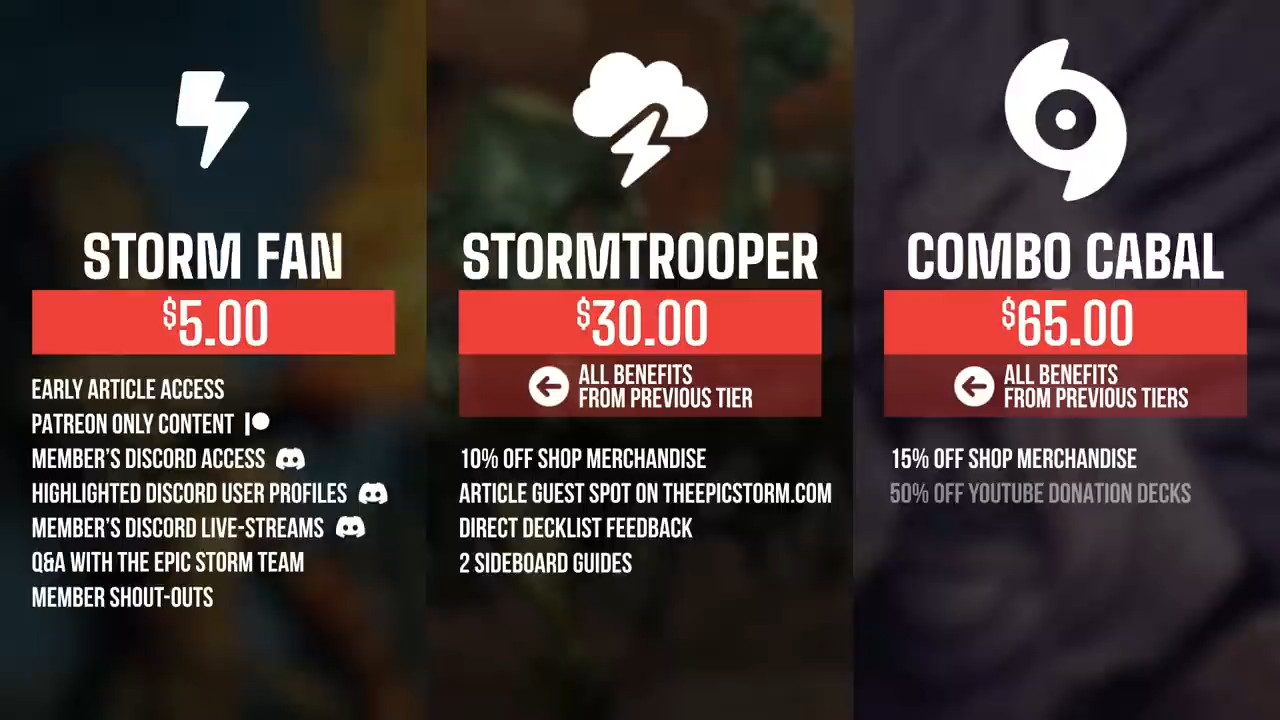 STORM FAN
$5.00
EARLY ARTICLE ACCESS
PATREON ONLY CONTENT
MEMBER'S DISCORD ACCESS
HIGHLIGHTED DISCORD USER PROFILES
MEMBER'S DISCORD LIVE-STREAMS
Q&A WITH THE EPIC STORM TEAM
MEMBER SHOUT-OUTS
STORMTROOPER
$30.00
ALL BENEFITS
FROM PREVIOUS TIER
10% OFF SHOP MERCHANDISE
ARTICLE GUEST SPOT ON THEEPICSTORM.COM
DIRECT DECKLIST FEEDBACK
2 SIDEBOARD GUIDES
COMBO CABAL
$65.00
ALL BENEFITS
FROM PREVIOUS TIERS
15% OFF SHOP MERCHANDISE
50% OFF YOUTUBE DONATION DECKS